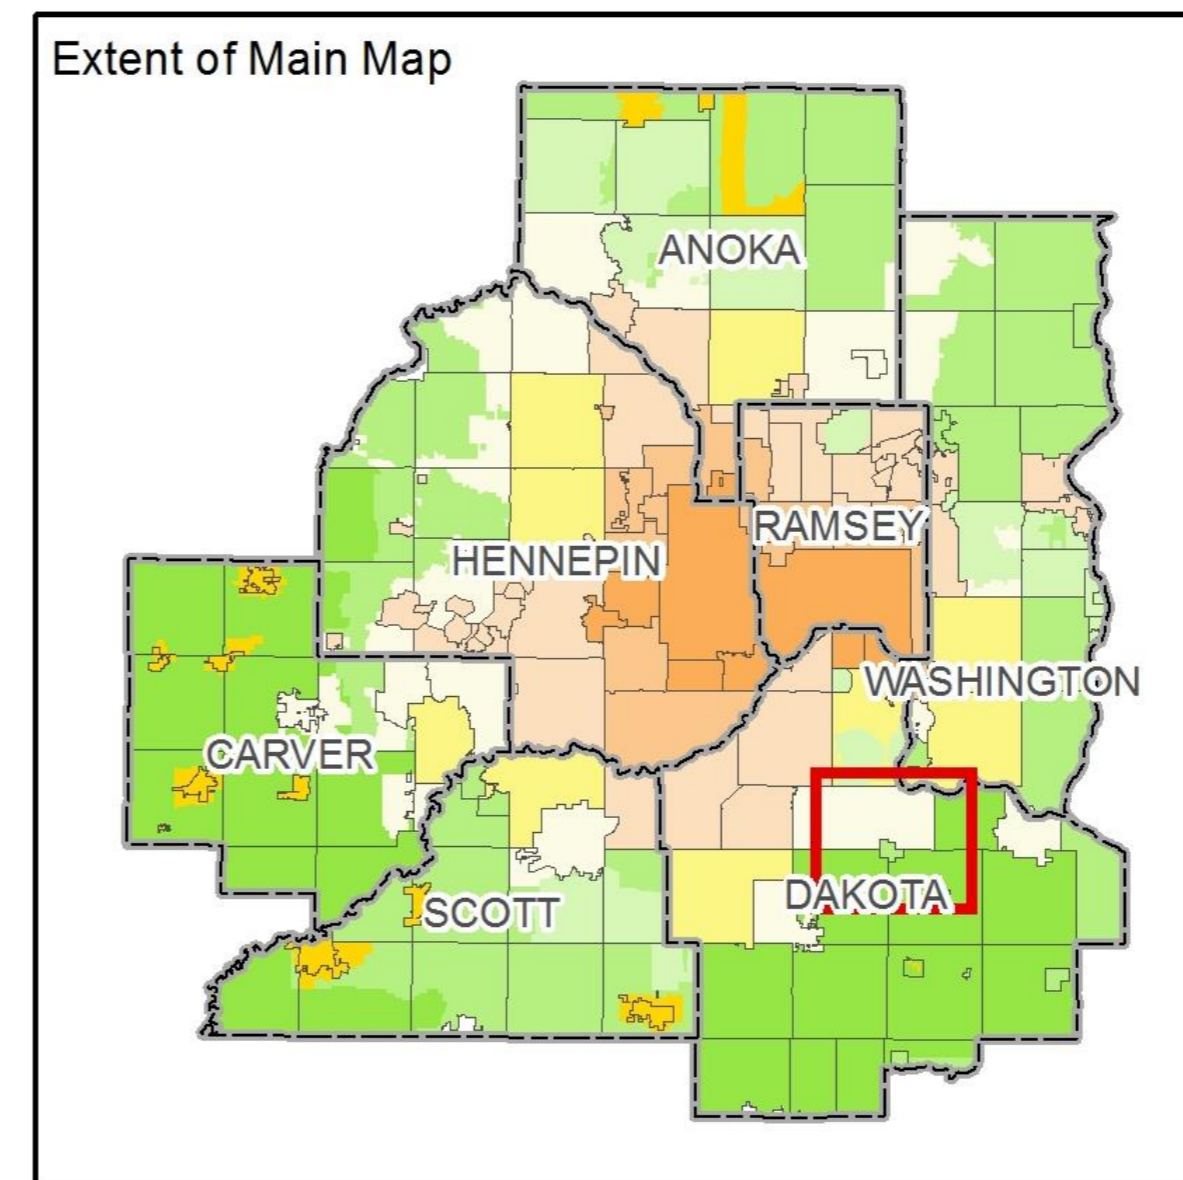 Extent of Main Map
ANOKA
RAMSEY
HENNEPIN
WASHINGTON
CARVER
DAKOTA
SCOTT